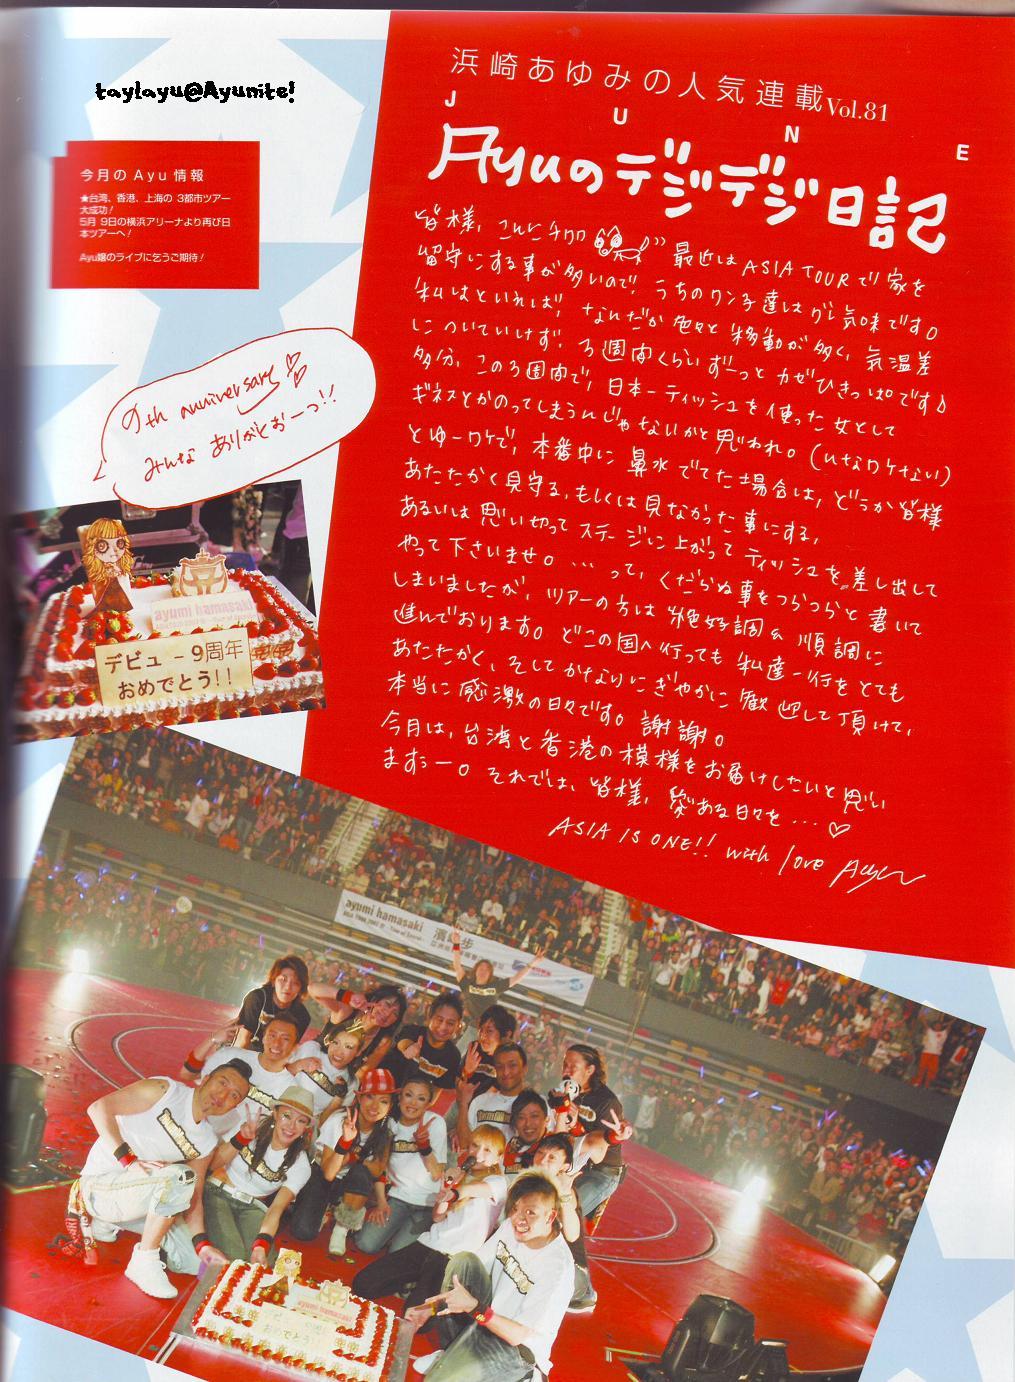 taylayu@Ayunite!
浜崎あゆみの人気連載 Vol.81
JUNE
Ayuのデジデジ日記
今月のAyu情報
★台湾、香港、上海の3都市ツアー
大成功！
5月9日の横浜アリーナより再び日
本ツアーへ！
Ayu嬢のライブに乞うご期待！
皆様、こんにチワワ 最近はASIA TOURで家を
留守にする事が多いので、うちのワン子達はグレ気味です。
私はといえば、なんだか色々と移動が多く、気温差
についていけず、3週間くらいずーっとカゼひきっぱです♪
多分、この3週間で、日本一ティッシュを使った女として
ギネスとかのってしまうんじゃないかと思われ。(んなワケない)
とゆーワケで、本番中に鼻水でてた場合は、どうか皆様
あたたかく見守る、もしくは見なかった事にする、
あるいは思い切ってステージに上がってティッシュを差し出して
やって下さいませ。...って、くだらぬ事をつらつらと書いて
しまいましたが、ツアーの方は絶好調&順調に
進んでおります。どこの国へ行っても私達一行をとても
あたたかく、そしてかなりにぎやかに歓迎して頂けて、
本当に感激の日々です。謝謝。
今月は、台湾と香港の模様をお届けしたいと思い
ますー。それでは、皆様、愛ある日々を...♡
ASIA IS ONE!! with love Ayu
9th anniversary
みんなありがとおーっ!!
ayumi hamasaki
デビュー9周年
おめでとう!!
ayumi hamasaki
ayumi hamasaki